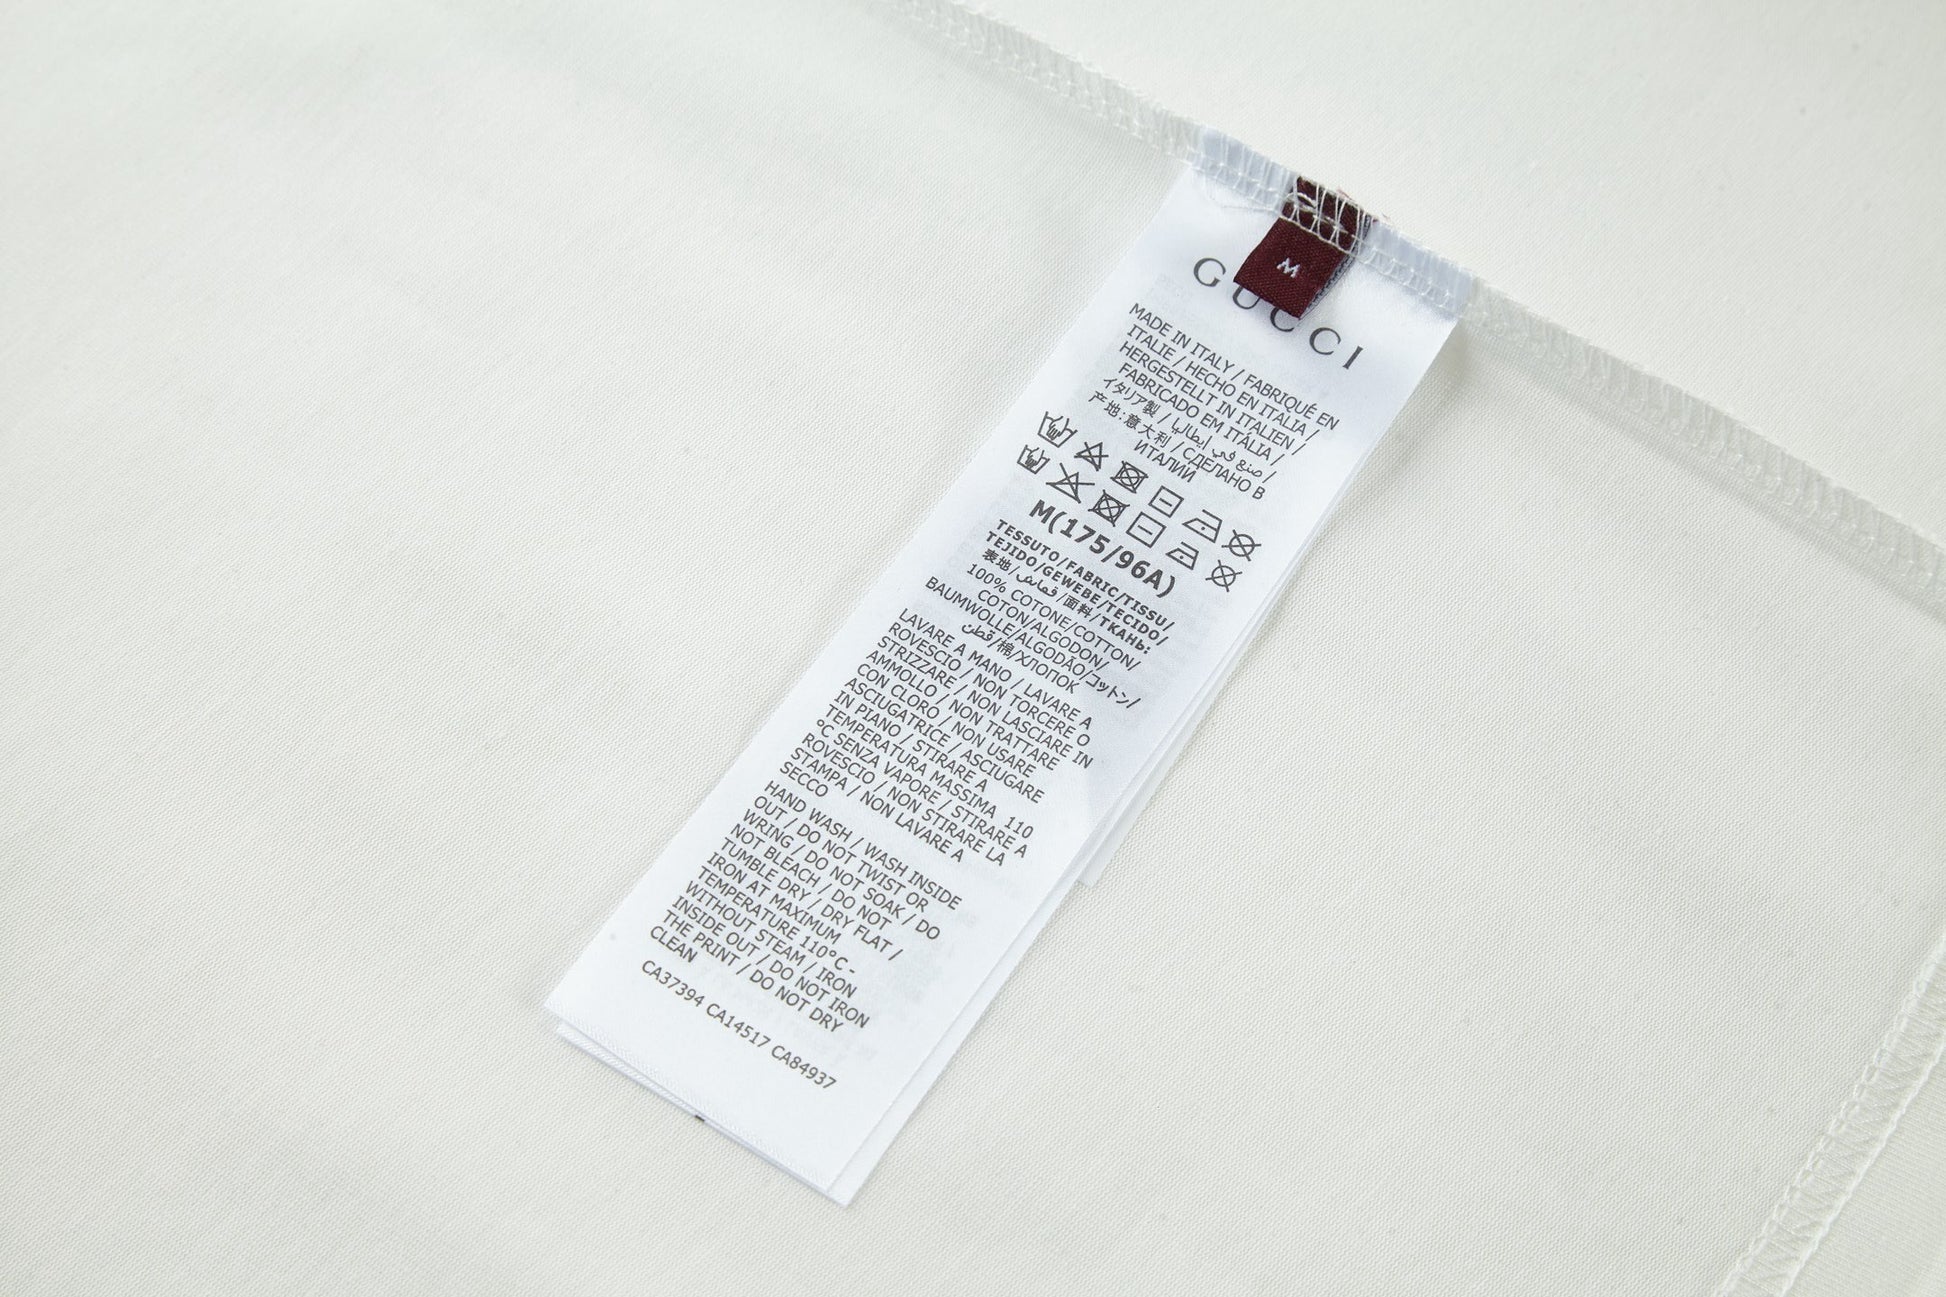 M
GUCCI
MADE IN ITALY / FABRIQUÉ EN
ITALIE / HECHO EN ITALIA /
HERGESTELLT IN ITALIEN /
FABRICADO EM ITÁLIA /
イタリア製 / صنع في إيطاليا /
产地:意大利 / СДЕЛАНО В
ИТАЛИИ
M(175/96A)
TESSUTO/FABRIC/TISSU/
TEJIDO/GEWEBE/TECIDO/
表地/قماش/面料/ТКАНЬ:
100% COTONE/COTTON/
COTON/ALGODON/
BAUMWOLLE/ALGODÃO/コットン/
قطن/棉/ХЛОПОК
LAVARE A MANO / LAVARE A
ROVESCIO / NON TORCERE O
STRIZZARE / NON LASCIARE IN
AMMOLLO / NON TRATTARE
CON CLORO / NON USARE
ASCIUGATRICE / ASCIUGARE
IN PIANO / STIRARE A
TEMPERATURA MASSIMA 110
°C SENZA VAPORE / STIRARE A
ROVESCIO / NON STIRARE LA
STAMPA / NON LAVARE A
SECCO
HAND WASH / WASH INSIDE
OUT / DO NOT TWIST OR
WRING / DO NOT SOAK / DO
NOT BLEACH / DO NOT
TUMBLE DRY / DRY FLAT /
IRON AT MAXIMUM
TEMPERATURE 110°C -
WITHOUT STEAM / IRON
INSIDE OUT / DO NOT IRON
THE PRINT / DO NOT DRY
CLEAN
CA37394 CA14517 CA84937